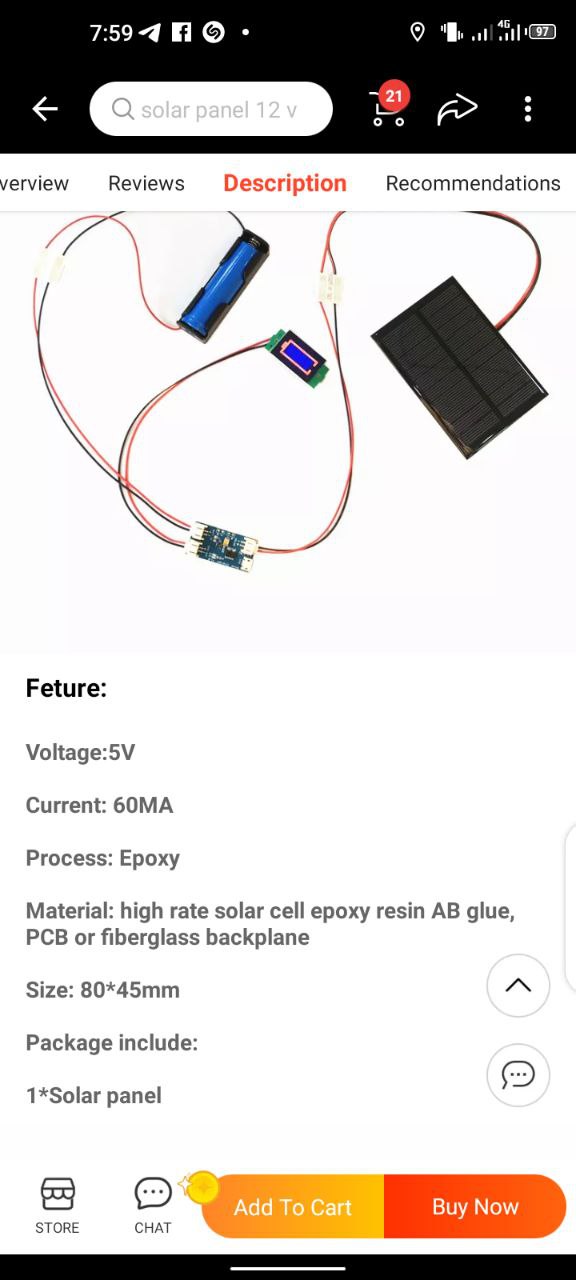 7:59
4G
97
solar panel 12 v
21
verview Reviews Description Recommendations
Feture:
Voltage:5V
Current: 60MA
Process: Epoxy
Material: high rate solar cell epoxy resin AB glue,
PCB or fiberglass backplane
Size: 80*45mm
Package include:
1*Solar panel
STORE
CHAT
Add To Cart
Buy Now